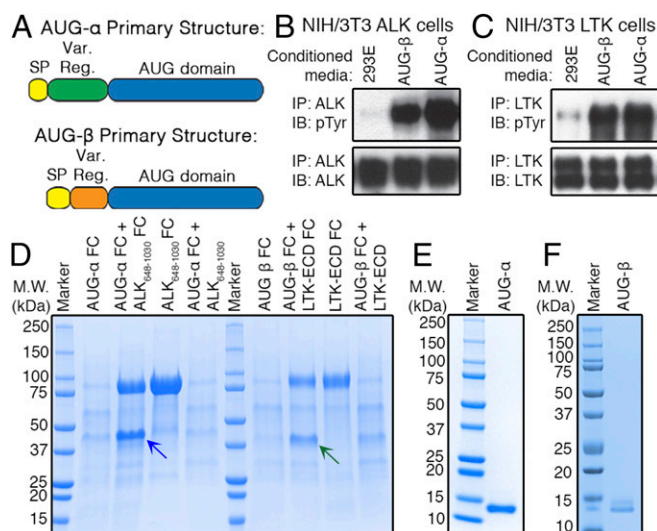 A
AUG-α Primary Structure:
Var.
SP Reg. AUG domain
AUG-β Primary Structure:
Var.
SP Reg. AUG domain
B NIH/3T3 ALK cells
Conditioned
media:
293E
AUG-β
AUG-α
IP: ALK
IB: pTyr
IP: ALK
IB: ALK
C NIH/3T3 LTK cells
Conditioned
media:
293E
AUG-β
AUG-α
IP: LTK
IB: pTyr
IP: LTK
IB: LTK
D
M.W.
(kDa)
Marker
AUG-α FC
AUG-α FC +
ALK648-1030 FC
ALK648-1030 FC
AUG-α FC +
ALK648-1030
Marker
AUG β FC
AUG-β FC +
LTK-ECD FC
LTK-ECD FC
AUG-β FC +
LTK-ECD
250
150
100
75
50
37
25
20
15
E
M.W.
(kDa)
Marker
AUG-α
250
150
100
75
50
37
25
20
15
10
F
M.W.
(kDa)
Marker
AUG-β
250
150
100
75
50
37
25
20
15
10